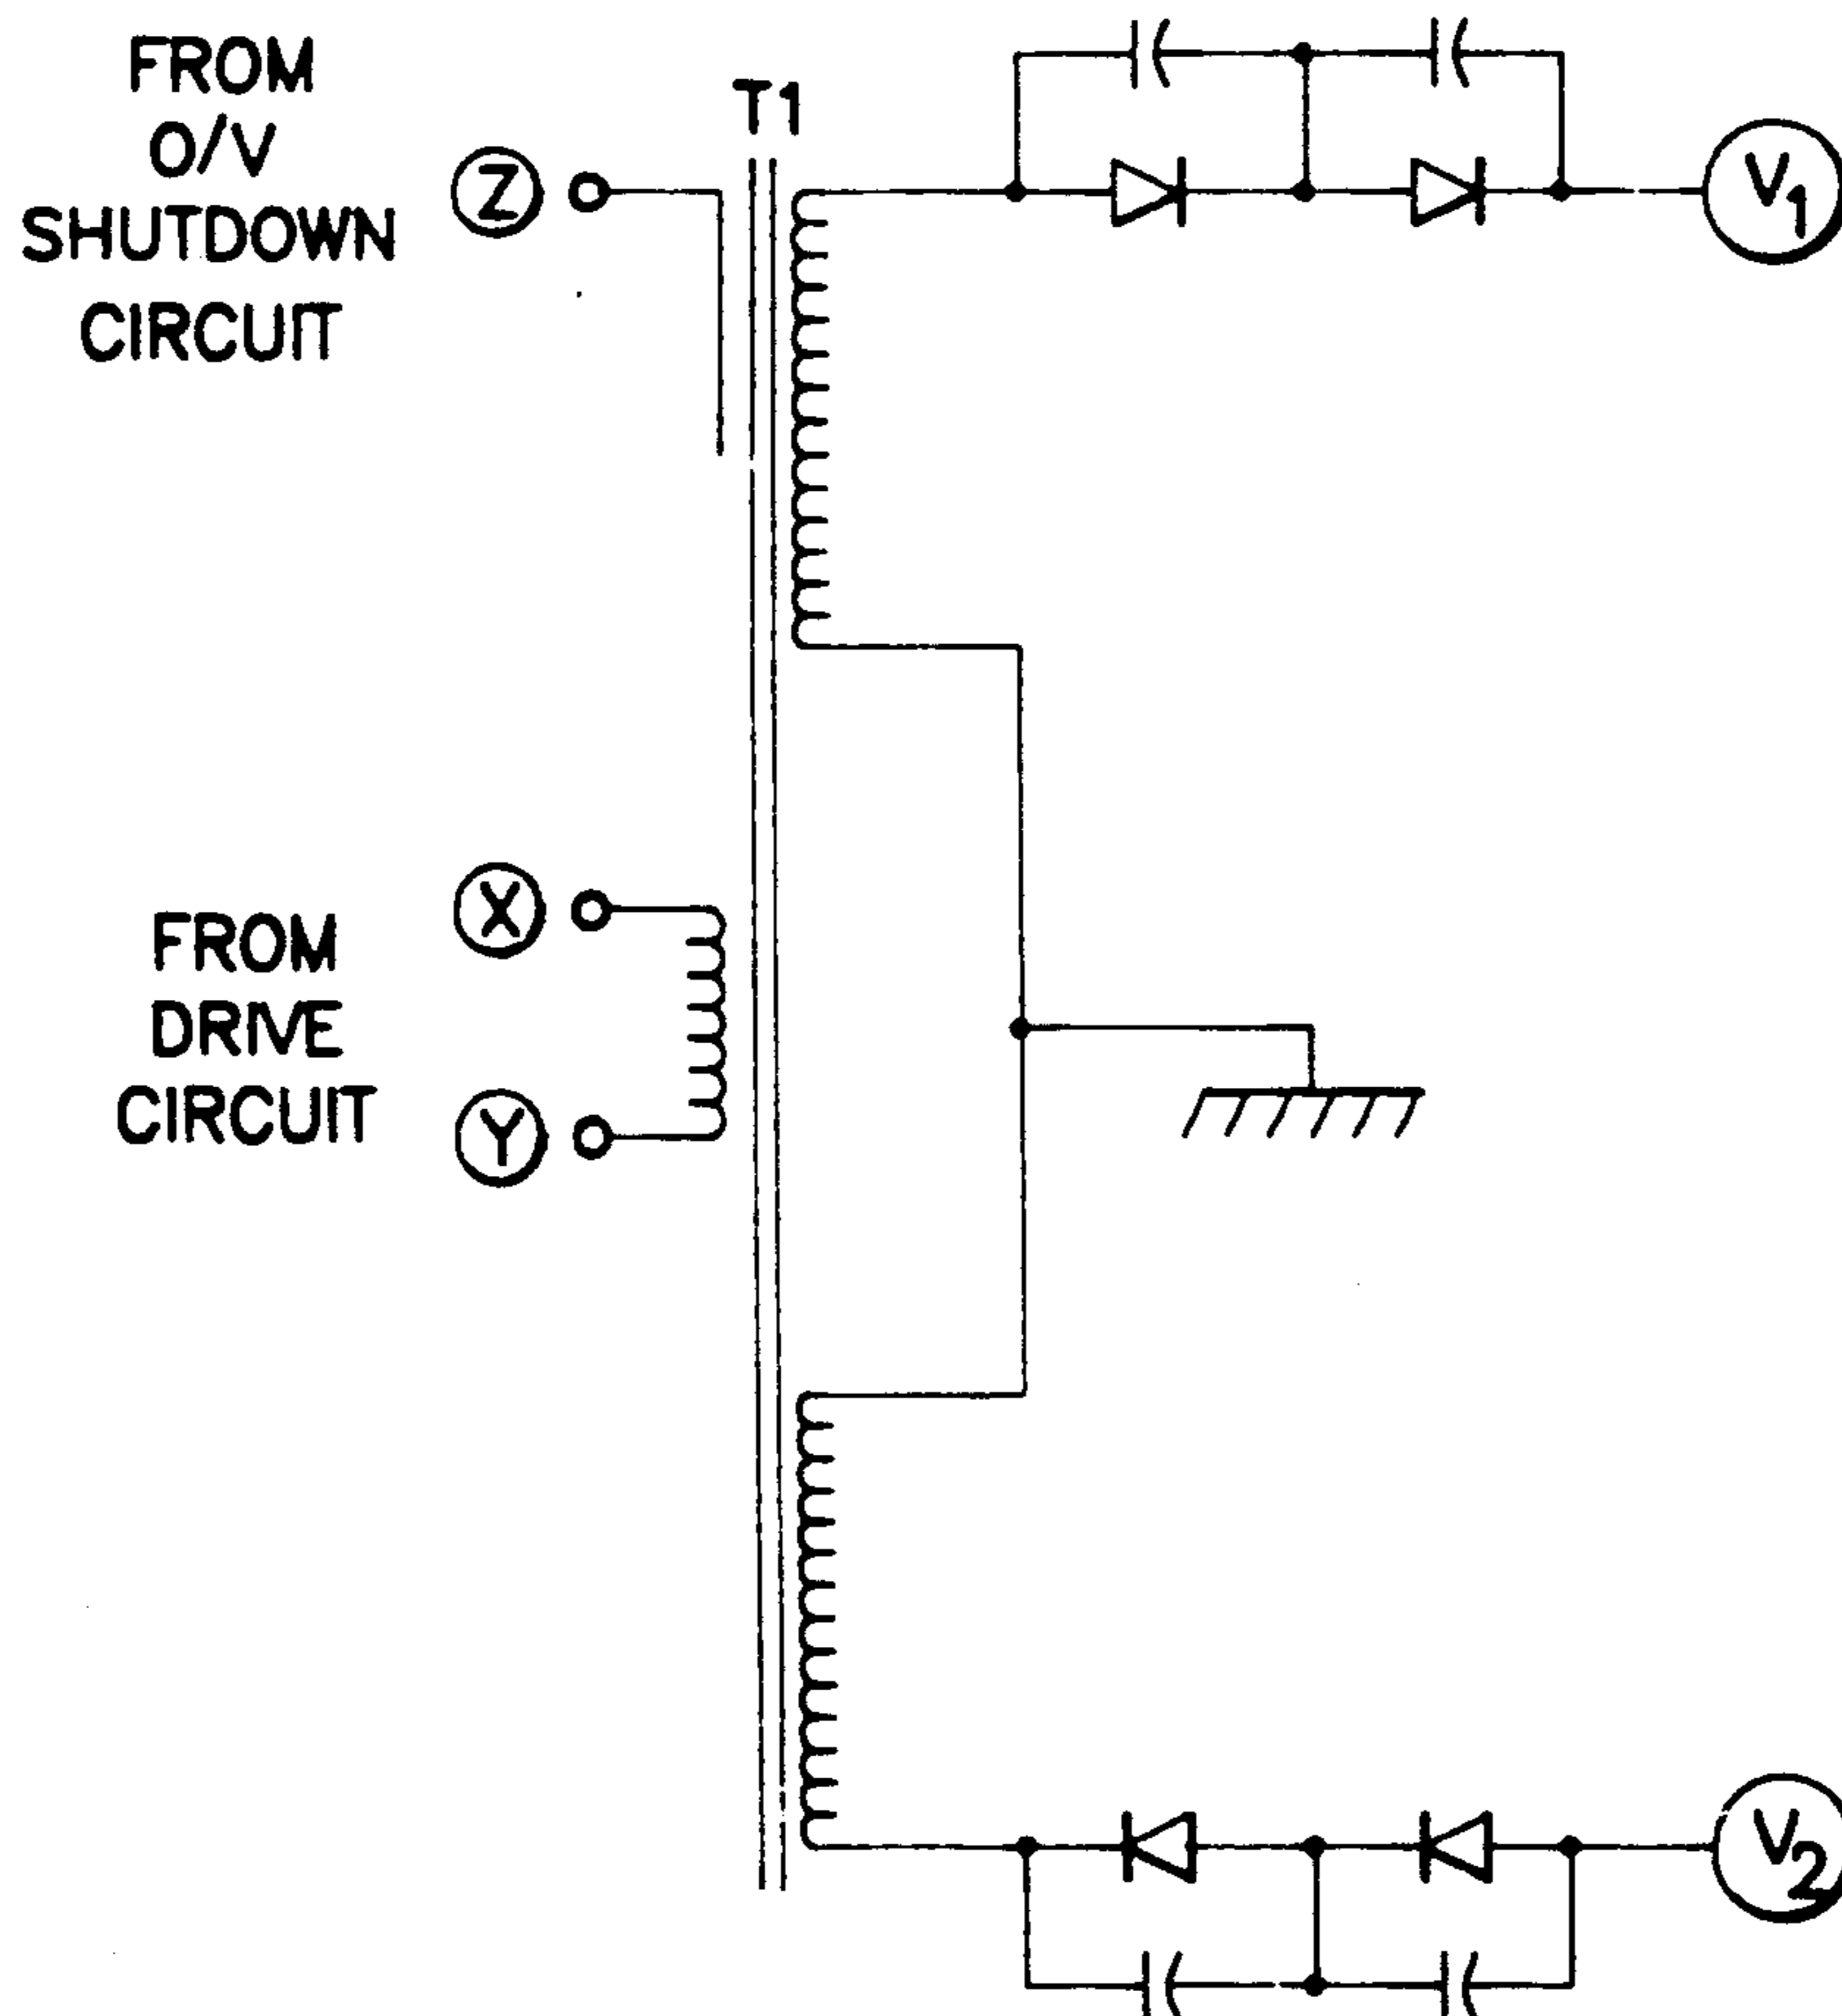 FROM
O/V
SHUTDOWN
CIRCUIT
Z
T1
V1
X
FROM
DRIVE
CIRCUIT
Y
V2